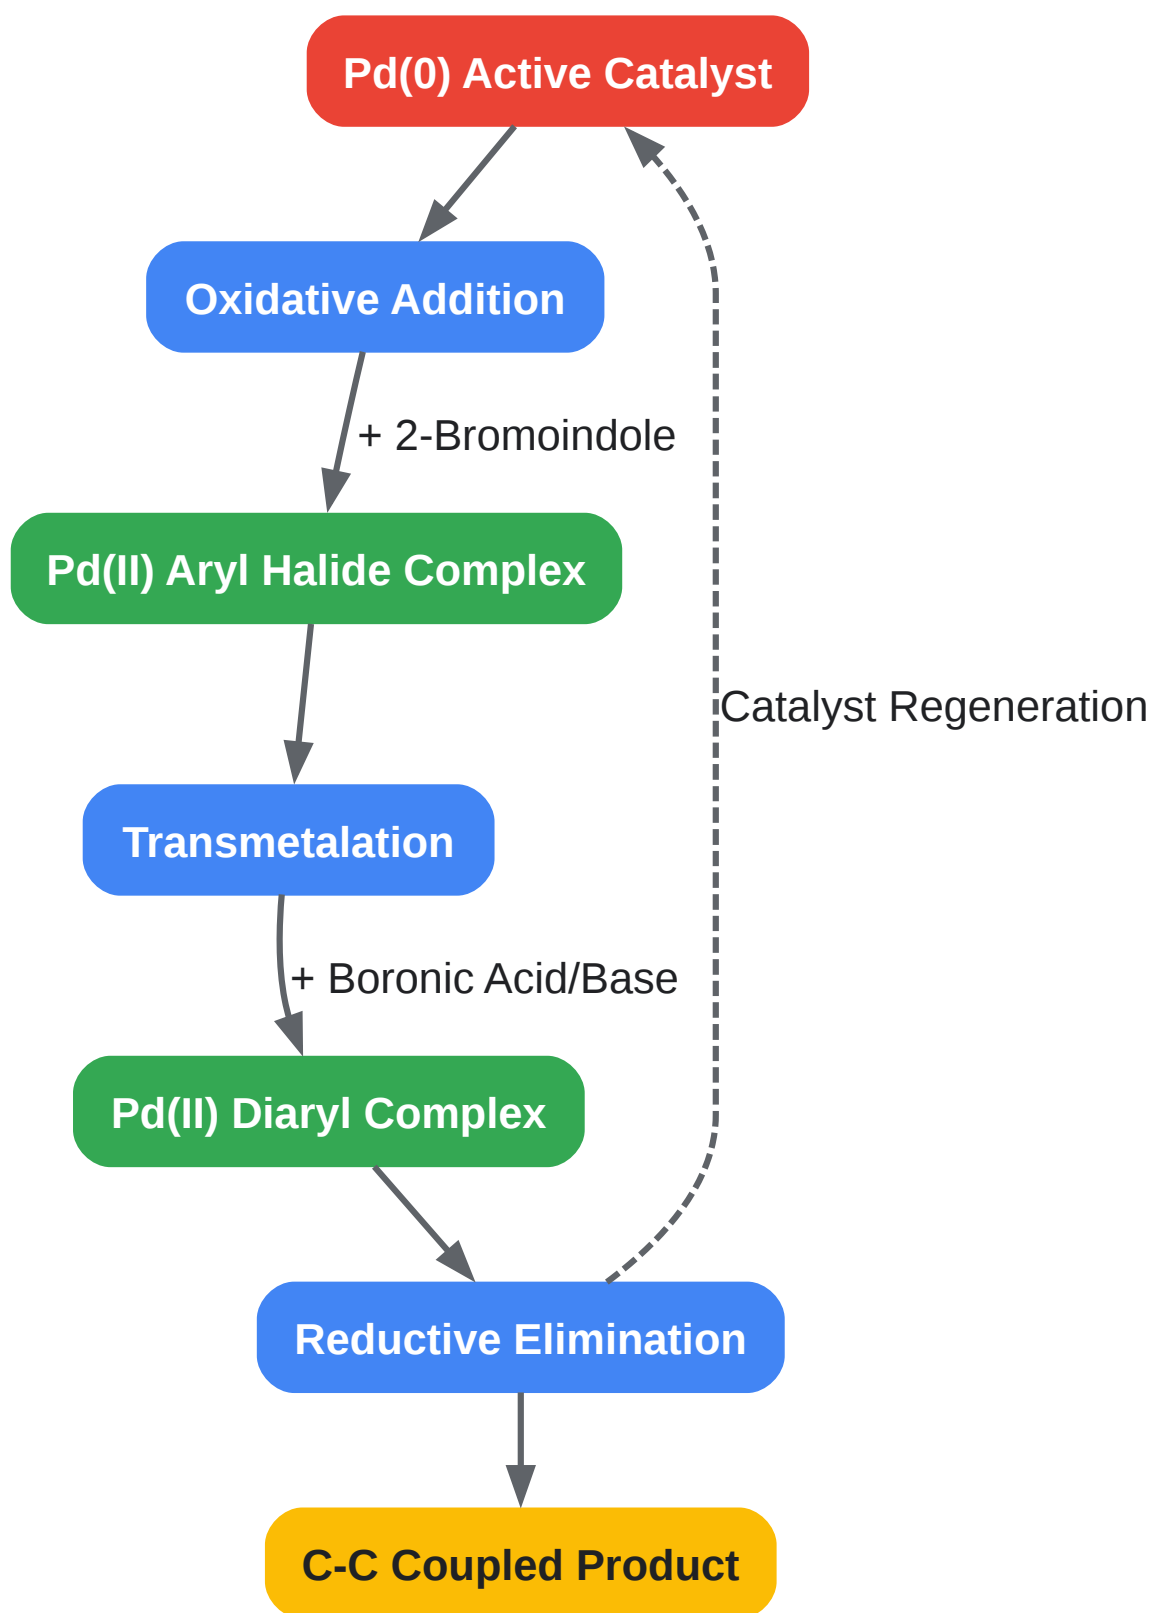 Pd(0) Active Catalyst
Oxidative Addition
+ 2-Bromoindole
Pd(II) Aryl Halide Complex
Catalyst Regeneration
Transmetalation
+ Boronic Acid/Base
Pd(II) Diaryl Complex
Reductive Elimination
C-C Coupled Product